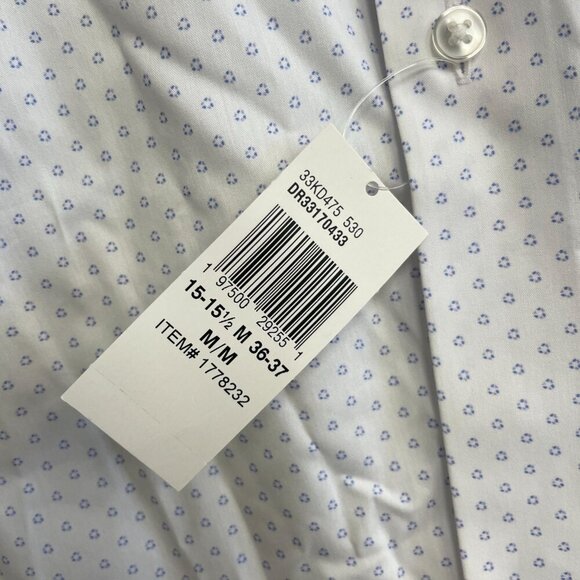 33KD475 530
DR33170433
1 97500 29255 1
15-15½ M 36-37
M/M
ITEM# 1778232